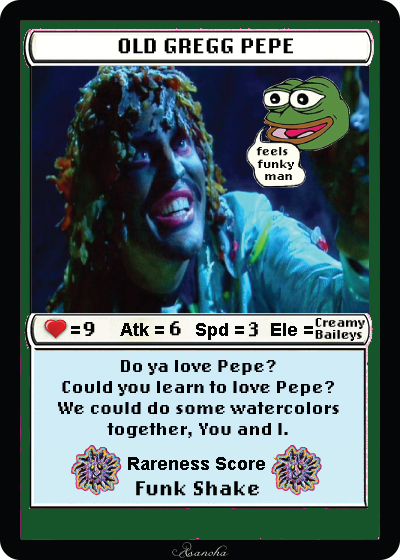 OLD GREGG PEPE
feels
funky
man
❤=9 Atk = 6 Spd = 3 Ele = Creamy
Baileys
Do ya love Pepe?
Could you learn to love Pepe?
We could do some watercolors
together, You and I.
Rareness Score
Funk Shake
Asanoha